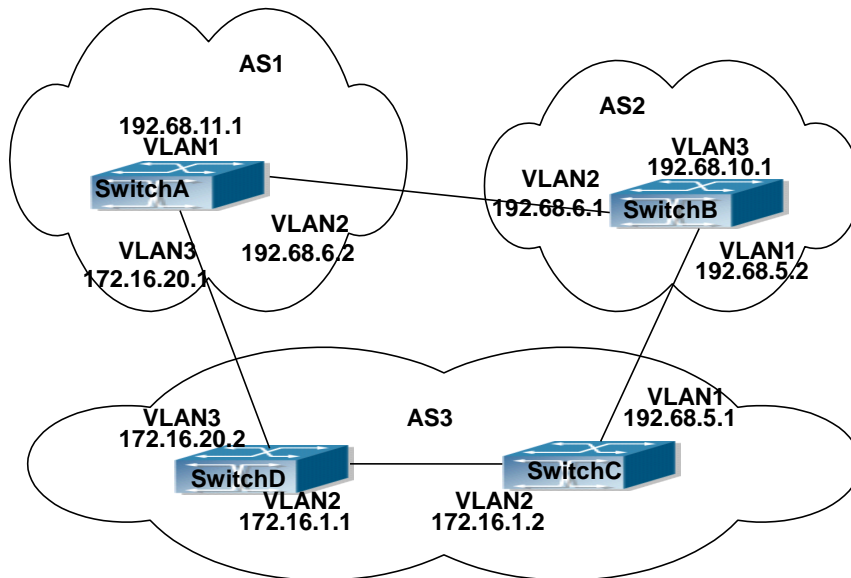 AS1
AS2
192.68.11.1
VLAN1
SwitchA
VLAN3
192.68.10.1
VLAN2
192.68.6.1
SwitchB
VLAN2
192.68.6.2
VLAN3
172.16.20.1
VLAN1
192.68.5.2
VLAN1
192.68.5.1
AS3
VLAN3
172.16.20.2
SwitchD
SwitchC
VLAN2
172.16.1.1
VLAN2
172.16.1.2